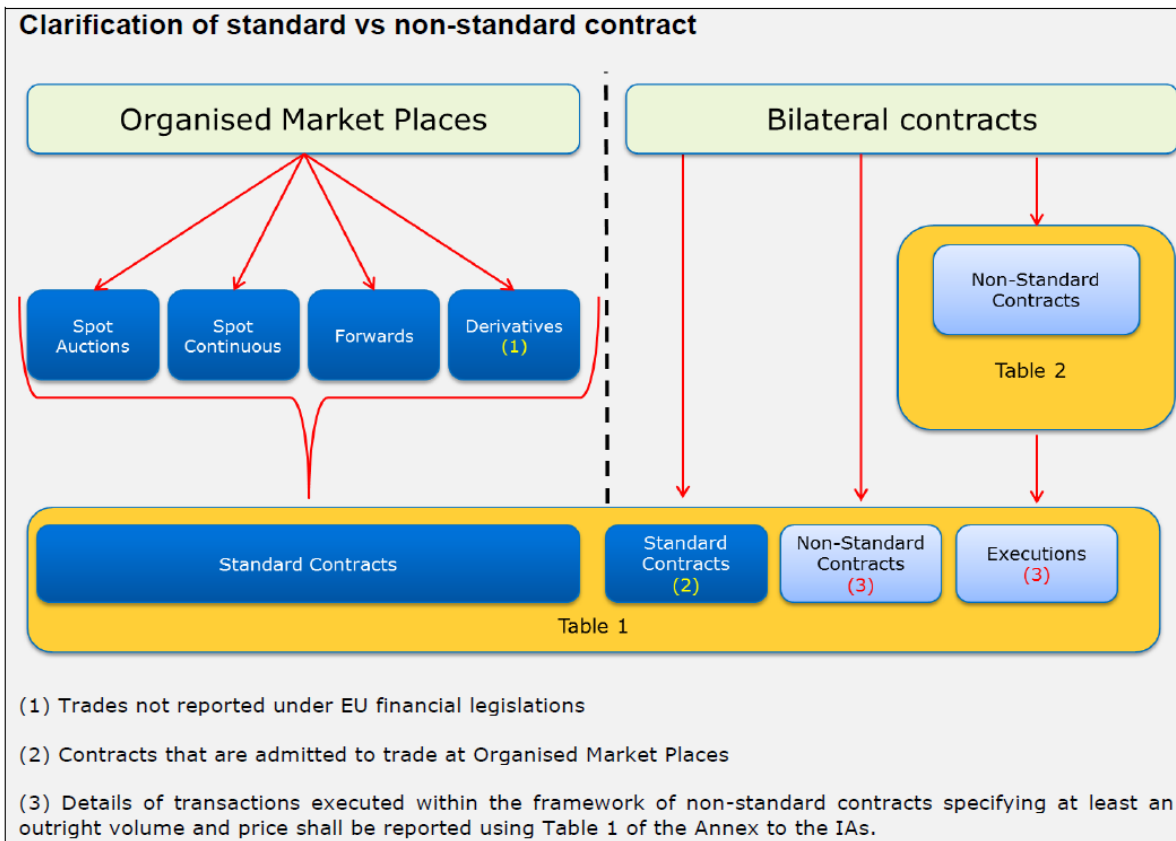 Clarification of standard vs non-standard contract
Organised Market Places
Bilateral contracts
Non-Standard
Contracts
Table 2
Spot
Auctions
Spot
Continuous
Forwards
Derivatives
(1)
Standard Contracts
Standard
Contracts
(2)
Non-Standard
Contracts
(3)
Executions
(3)
Table 1
(1) Trades not reported under EU financial legislations
(2) Contracts that are admitted to trade at Organised Market Places
(3) Details of transactions executed within the framework of non-standard contracts specifying at least an
outright volume and price shall be reported using Table 1 of the Annex to the IAs.